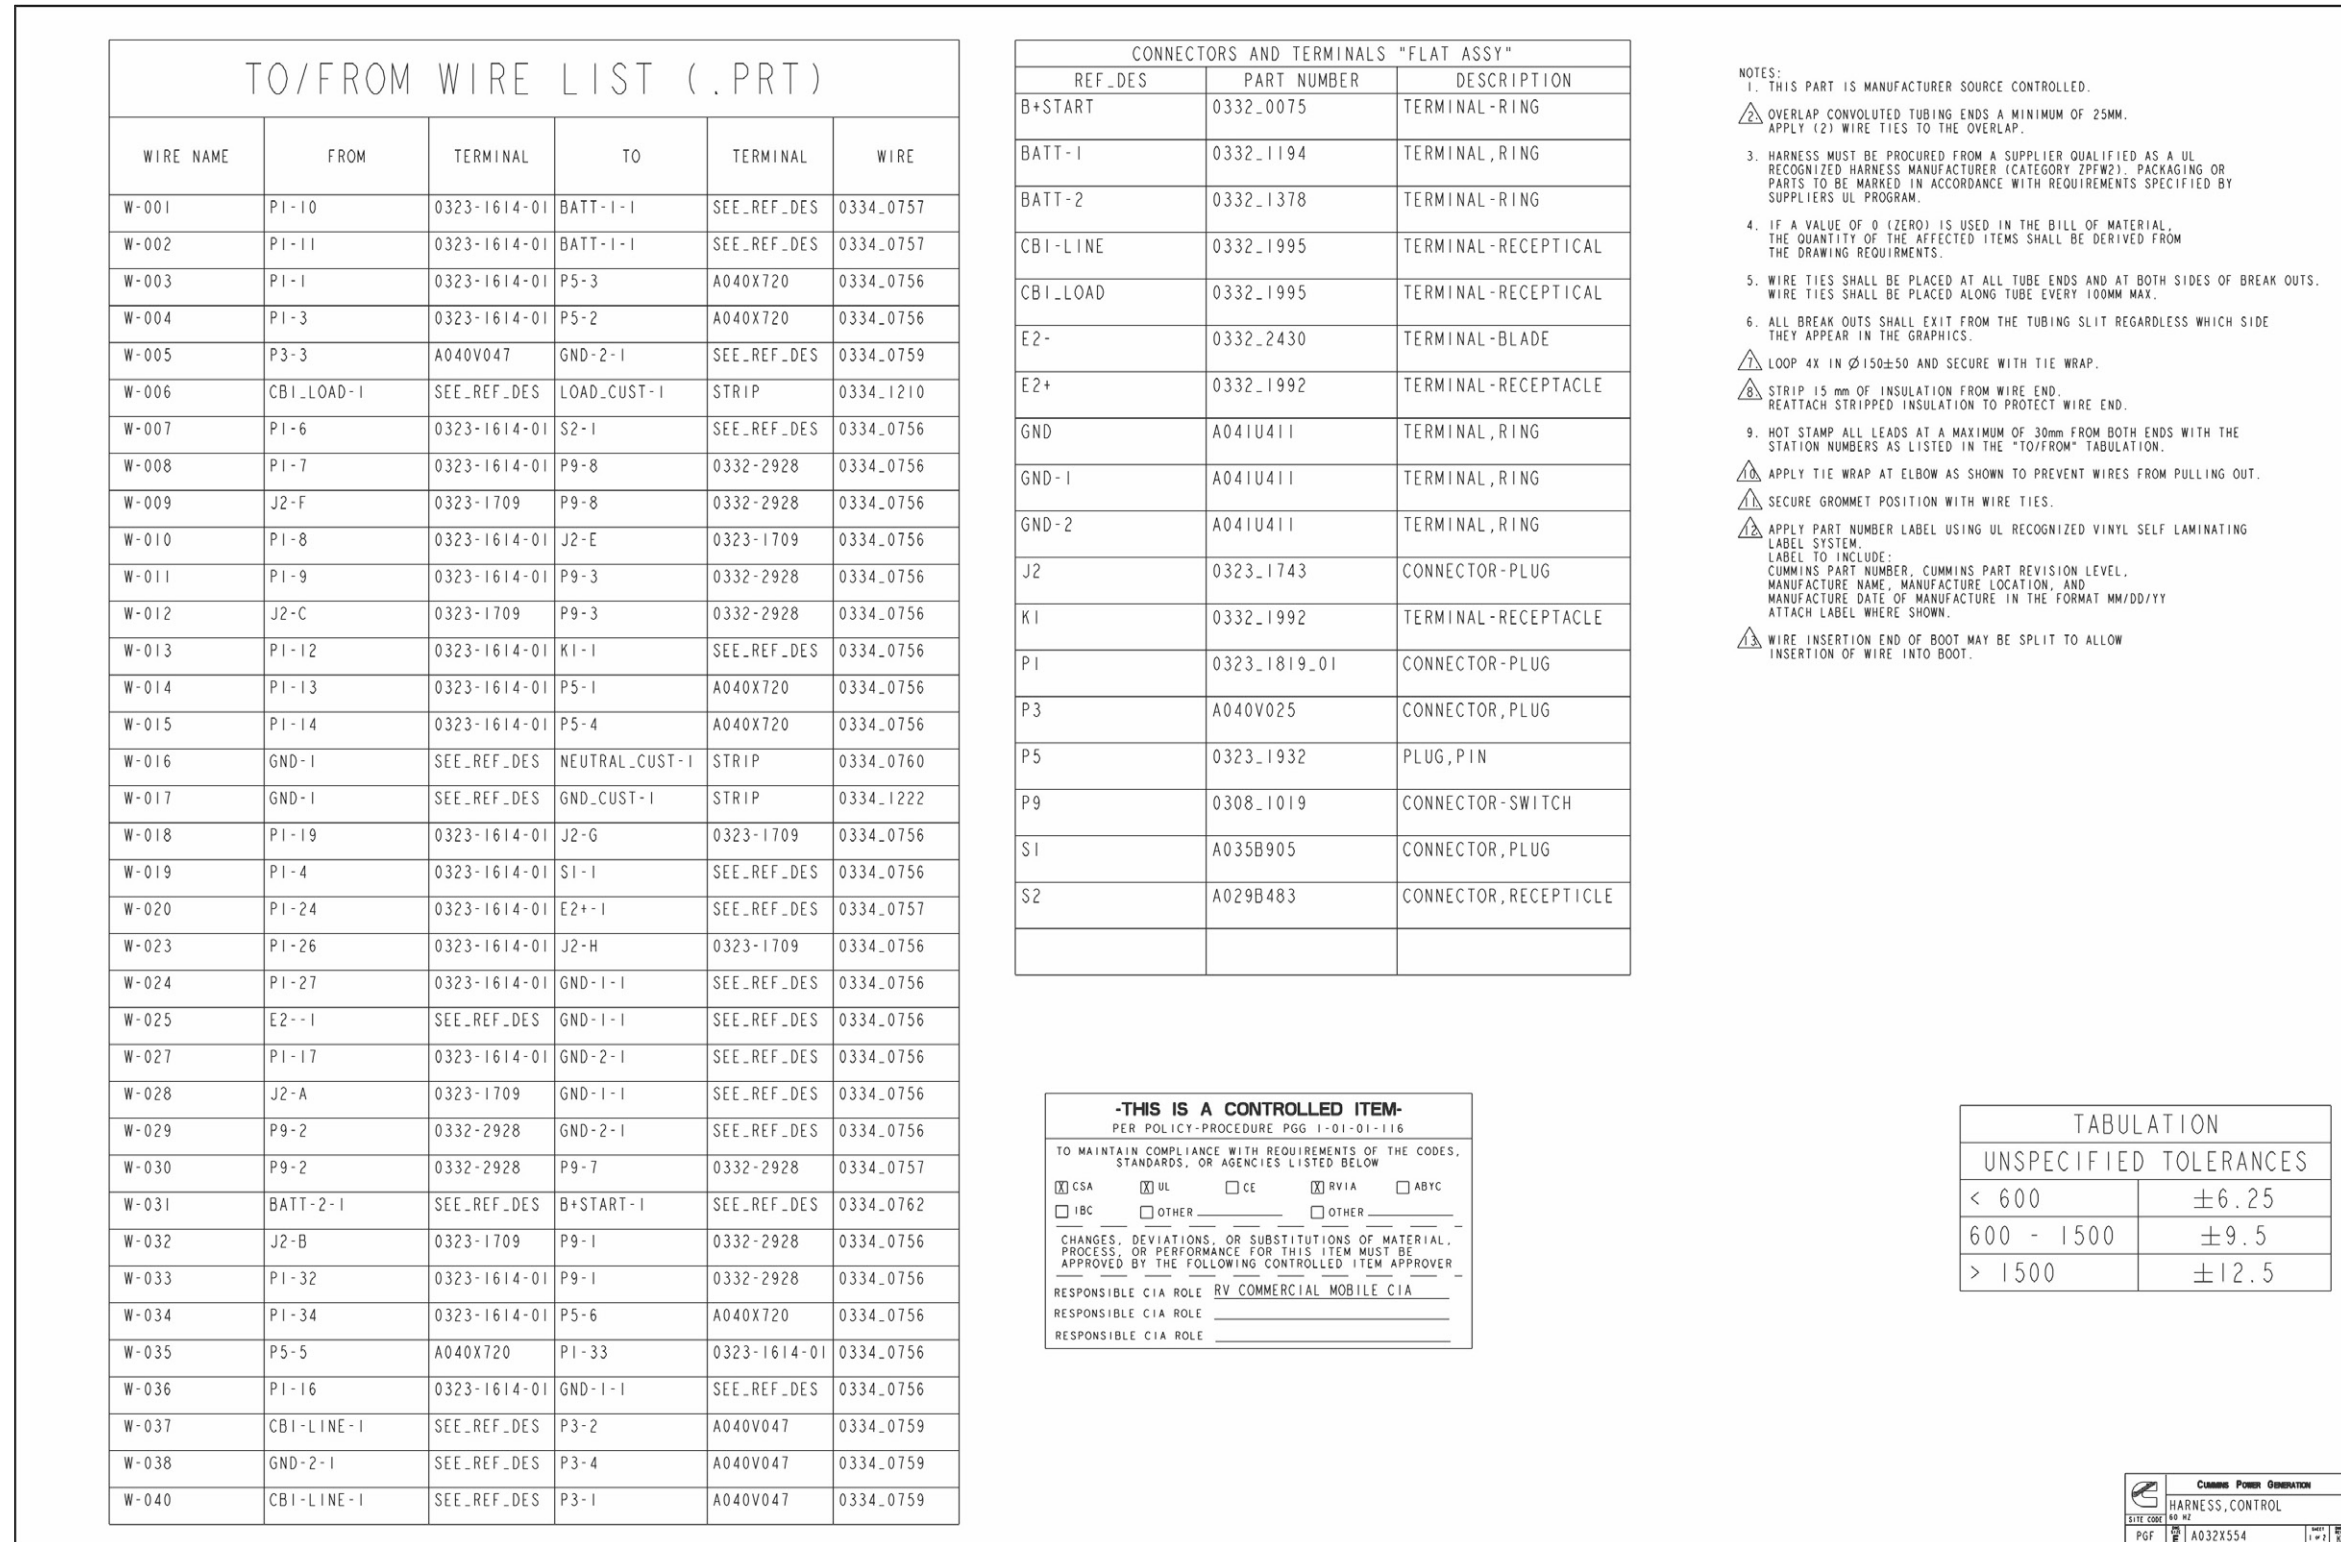 TO/FROM WIRE LIST (.PRT)
WIRE NAME FROM TERMINAL TO TERMINAL WIRE
W-001 P1-10 0323-1614-01 BATT-1-1 SEE_REF_DES 0334_0757
W-002 P1-11 0323-1614-01 BATT-1-1 SEE_REF_DES 0334_0757
W-003 P1-1 0323-1614-01 P5-3 A040X720 0334_0756
W-004 P1-3 0323-1614-01 P5-2 A040X720 0334_0756
W-005 P3-3 A040V047 GND-2-1 SEE_REF_DES 0334_0759
W-006 CB1_LOAD-1 SEE_REF_DES LOAD_CUST-1 STRIP 0334_1210
W-007 P1-6 0323-1614-01 S2-1 SEE_REF_DES 0334_0756
W-008 P1-7 0323-1614-01 P9-8 0332-2928 0334_0756
W-009 J2-F 0323-1709 P9-8 0332-2928 0334_0756
W-010 P1-8 0323-1614-01 J2-E 0323-1709 0334_0756
W-011 P1-9 0323-1614-01 P9-3 0332-2928 0334_0756
W-012 J2-C 0323-1709 P9-3 0332-2928 0334_0756
W-013 P1-12 0323-1614-01 K1-1 SEE_REF_DES 0334_0756
W-014 P1-13 0323-1614-01 P5-1 A040X720 0334_0756
W-015 P1-14 0323-1614-01 P5-4 A040X720 0334_0756
W-016 GND-1 SEE_REF_DES NEUTRAL_CUST-1 STRIP 0334_0760
W-017 GND-1 SEE_REF_DES GND_CUST-1 STRIP 0334_1222
W-018 P1-19 0323-1614-01 J2-G 0323-1709 0334_0756
W-019 P1-4 0323-1614-01 S1-1 SEE_REF_DES 0334_0756
W-020 P1-24 0323-1614-01 E2+-1 SEE_REF_DES 0334_0757
W-023 P1-26 0323-1614-01 J2-H 0323-1709 0334_0756
W-024 P1-27 0323-1614-01 GND-1-1 SEE_REF_DES 0334_0756
W-025 E2--1 SEE_REF_DES GND-1-1 SEE_REF_DES 0334_0756
W-027 P1-17 0323-1614-01 GND-2-1 SEE_REF_DES 0334_0756
W-028 J2-A 0323-1709 GND-1-1 SEE_REF_DES 0334_0756
W-029 P9-2 0332-2928 GND-2-1 SEE_REF_DES 0334_0756
W-030 P9-2 0332-2928 P9-7 0332-2928 0334_0757
W-031 BATT-2-1 SEE_REF_DES B+START-1 SEE_REF_DES 0334_0762
W-032 J2-B 0323-1709 P9-1 0332-2928 0334_0756
W-033 P1-32 0323-1614-01 P9-1 0332-2928 0334_0756
W-034 P1-34 0323-1614-01 P5-6 A040X720 0334_0756
W-035 P5-5 A040X720 P1-33 0323-1614-01 0334_0756
W-036 P1-16 0323-1614-01 GND-1-1 SEE_REF_DES 0334_0756
W-037 CB1-LINE-1 SEE_REF_DES P3-2 A040V047 0334_0759
W-038 GND-2-1 SEE_REF_DES P3-4 A040V047 0334_0759
W-040 CB1-LINE-1 SEE_REF_DES P3-1 A040V047 0334_0759
CONNECTORS AND TERMINALS "FLAT ASSY"
REF_DES PART NUMBER DESCRIPTION
B+START 0332_0075 TERMINAL-RING
BATT-1 0332_1194 TERMINAL,RING
BATT-2 0332_1378 TERMINAL-RING
CB1-LINE 0332_1995 TERMINAL-RECEPTICAL
CB1_LOAD 0332_1995 TERMINAL-RECEPTICAL
E2- 0332_2430 TERMINAL-BLADE
E2+ 0332_1992 TERMINAL-RECEPTACLE
GND A041U411 TERMINAL,RING
GND-1 A041U411 TERMINAL,RING
GND-2 A041U411 TERMINAL,RING
J2 0323_1743 CONNECTOR-PLUG
K1 0332_1992 TERMINAL-RECEPTACLE
P1 0323_1819_01 CONNECTOR-PLUG
P3 A040V025 CONNECTOR,PLUG
P5 0323_1932 PLUG,PIN
P9 0308_1019 CONNECTOR-SWITCH
S1 A035B905 CONNECTOR,PLUG
S2 A029B483 CONNECTOR,RECEPTICLE
NOTES:
1. THIS PART IS MANUFACTURER SOURCE CONTROLLED.
2. OVERLAP CONVOLUTED TUBING ENDS A MINIMUM OF 25MM.
APPLY (2) WIRE TIES TO THE OVERLAP.
3. HARNESS MUST BE PROCURED FROM A SUPPLIER QUALIFIED AS A UL
RECOGNIZED HARNESS MANUFACTURER (CATEGORY ZPFW2). PACKAGING OR
PARTS TO BE MARKED IN ACCORDANCE WITH REQUIREMENTS SPECIFIED BY
SUPPLIERS UL PROGRAM.
4. IF A VALUE OF 0 (ZERO) IS USED IN THE BILL OF MATERIAL,
THE QUANTITY OF THE AFFECTED ITEMS SHALL BE DERIVED FROM
THE DRAWING REQUIRMENTS.
5. WIRE TIES SHALL BE PLACED AT ALL TUBE ENDS AND AT BOTH SIDES OF BREAK OUTS.
WIRE TIES SHALL BE PLACED ALONG TUBE EVERY 100MM MAX.
6. ALL BREAK OUTS SHALL EXIT FROM THE TUBING SLIT REGARDLESS WHICH SIDE
THEY APPEAR IN THE GRAPHICS.
7. LOOP 4X IN Ø150±50 AND SECURE WITH TIE WRAP.
8. STRIP 15 mm OF INSULATION FROM WIRE END.
REATTACH STRIPPED INSULATION TO PROTECT WIRE END.
9. HOT STAMP ALL LEADS AT A MAXIMUM OF 30mm FROM BOTH ENDS WITH THE
STATION NUMBERS AS LISTED IN THE "TO/FROM" TABULATION.
10. APPLY TIE WRAP AT ELBOW AS SHOWN TO PREVENT WIRES FROM PULLING OUT.
11. SECURE GROMMET POSITION WITH WIRE TIES.
12. APPLY PART NUMBER LABEL USING UL RECOGNIZED VINYL SELF LAMINATING
LABEL SYSTEM.
LABEL TO INCLUDE:
CUMMINS PART NUMBER, CUMMINS PART REVISION LEVEL,
MANUFACTURE NAME, MANUFACTURE LOCATION, AND
MANUFACTURE DATE OF MANUFACTURE IN THE FORMAT MM/DD/YY
ATTACH LABEL WHERE SHOWN.
13. WIRE INSERTION END OF BOOT MAY BE SPLIT TO ALLOW
INSERTION OF WIRE INTO BOOT.
-THIS IS A CONTROLLED ITEM-
PER POLICY-PROCEDURE PGG 1-01-01-116
TO MAINTAIN COMPLIANCE WITH REQUIREMENTS OF THE CODES,
STANDARDS, OR AGENCIES LISTED BELOW
X CSA X UL CE X RVIA ABYC
IBC OTHER OTHER
CHANGES, DEVIATIONS, OR SUBSTITUTIONS OF MATERIAL,
PROCESS, OR PERFORMANCE FOR THIS ITEM MUST BE
APPROVED BY THE FOLLOWING CONTROLLED ITEM APPROVER
RESPONSIBLE CIA ROLE RV COMMERCIAL MOBILE CIA
RESPONSIBLE CIA ROLE
RESPONSIBLE CIA ROLE
TABULATION
UNSPECIFIED TOLERANCES
< 600 ±6.25
600 - 1500 ±9.5
> 1500 ±12.5
CUMMINS POWER GENERATION
HARNESS,CONTROL
SITE CODE 60 HZ
PGF E A032X554